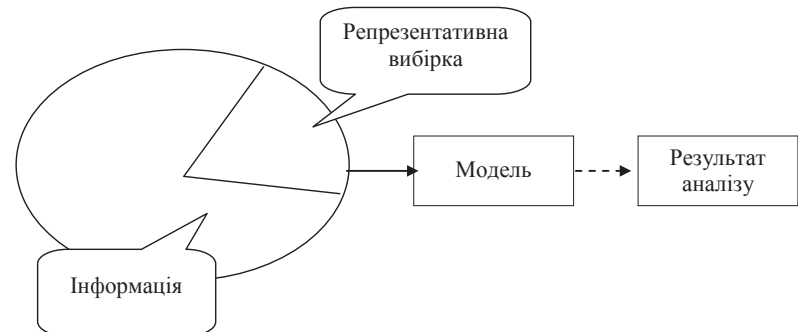 Репрезентативна
вибірка
Модель
Результат
аналізу
Інформація